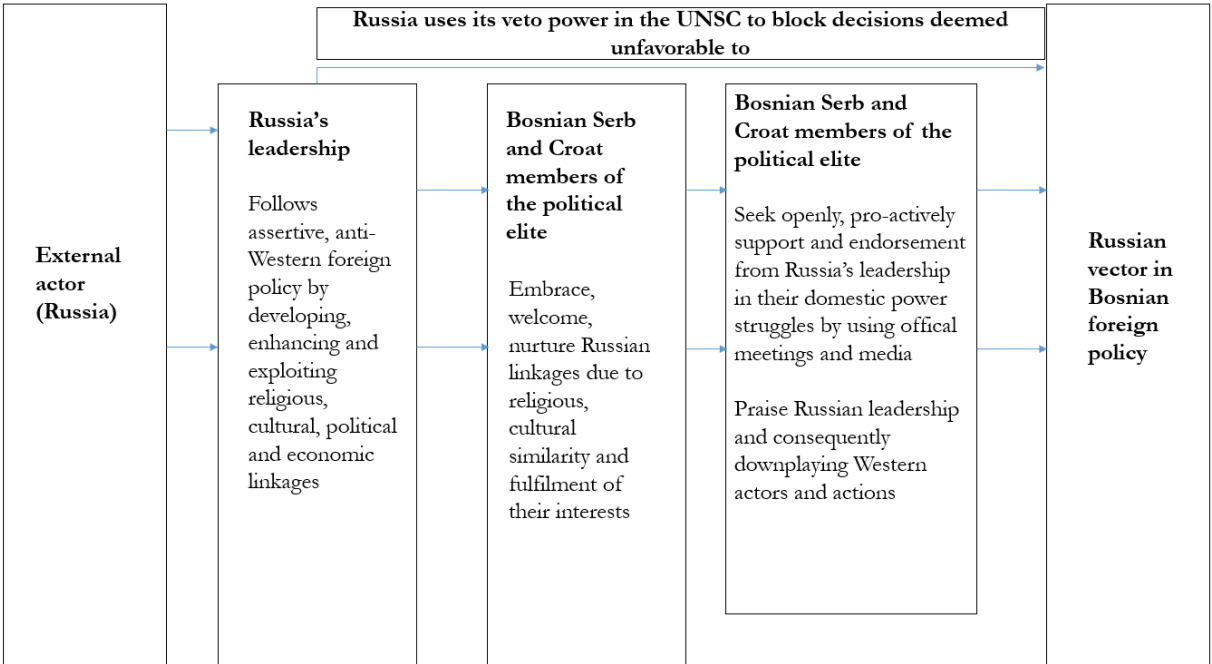 Russia uses its veto power in the UNSC to block decisions deemed
unfavorable to
External
actor
(Russia)
Russia’s
leadership
Follows
assertive, anti-
Western foreign
policy by
developing,
enhancing and
exploiting
religious,
cultural, political
and economic
linkages
Bosnian Serb
and Croat
members of
the political
elite
Embrace,
welcome,
nurture Russian
linkages due to
religious,
cultural
similarity and
fulfilment of
their interests
Bosnian Serb and
Croat members of the
political elite
Seek openly, pro-actively
support and endorsement
from Russia’s leadership
in their domestic power
struggles by using offical
meetings and media
Praise Russian leadership
and consequently
downplaying Western
actors and actions
Russian
vector in
Bosnian
foreign
policy